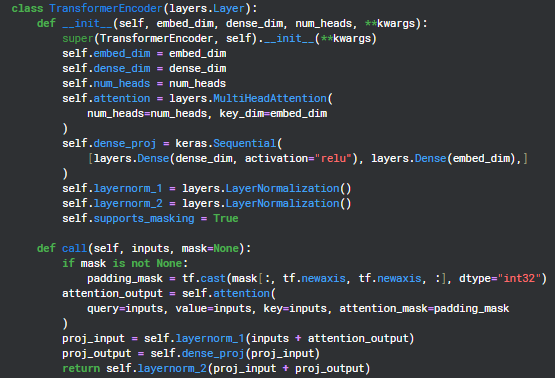 class TransformerEncoder(layers.Layer):
    def __init__(self, embed_dim, dense_dim, num_heads, **kwargs):
        super(TransformerEncoder, self).__init__(**kwargs)
        self.embed_dim = embed_dim
        self.dense_dim = dense_dim
        self.num_heads = num_heads
        self.attention = layers.MultiHeadAttention(
            num_heads=num_heads, key_dim=embed_dim
        )
        self.dense_proj = keras.Sequential(
            [layers.Dense(dense_dim, activation="relu"), layers.Dense(embed_dim),]
        )
        self.layernorm_1 = layers.LayerNormalization()
        self.layernorm_2 = layers.LayerNormalization()
        self.supports_masking = True

    def call(self, inputs, mask=None):
        if mask is not None:
            padding_mask = tf.cast(mask[:, tf.newaxis, tf.newaxis, :], dtype="int32")
        attention_output = self.attention(
            query=inputs, value=inputs, key=inputs, attention_mask=padding_mask
        )
        proj_input = self.layernorm_1(inputs + attention_output)
        proj_output = self.dense_proj(proj_input)
        return self.layernorm_2(proj_input + proj_output)